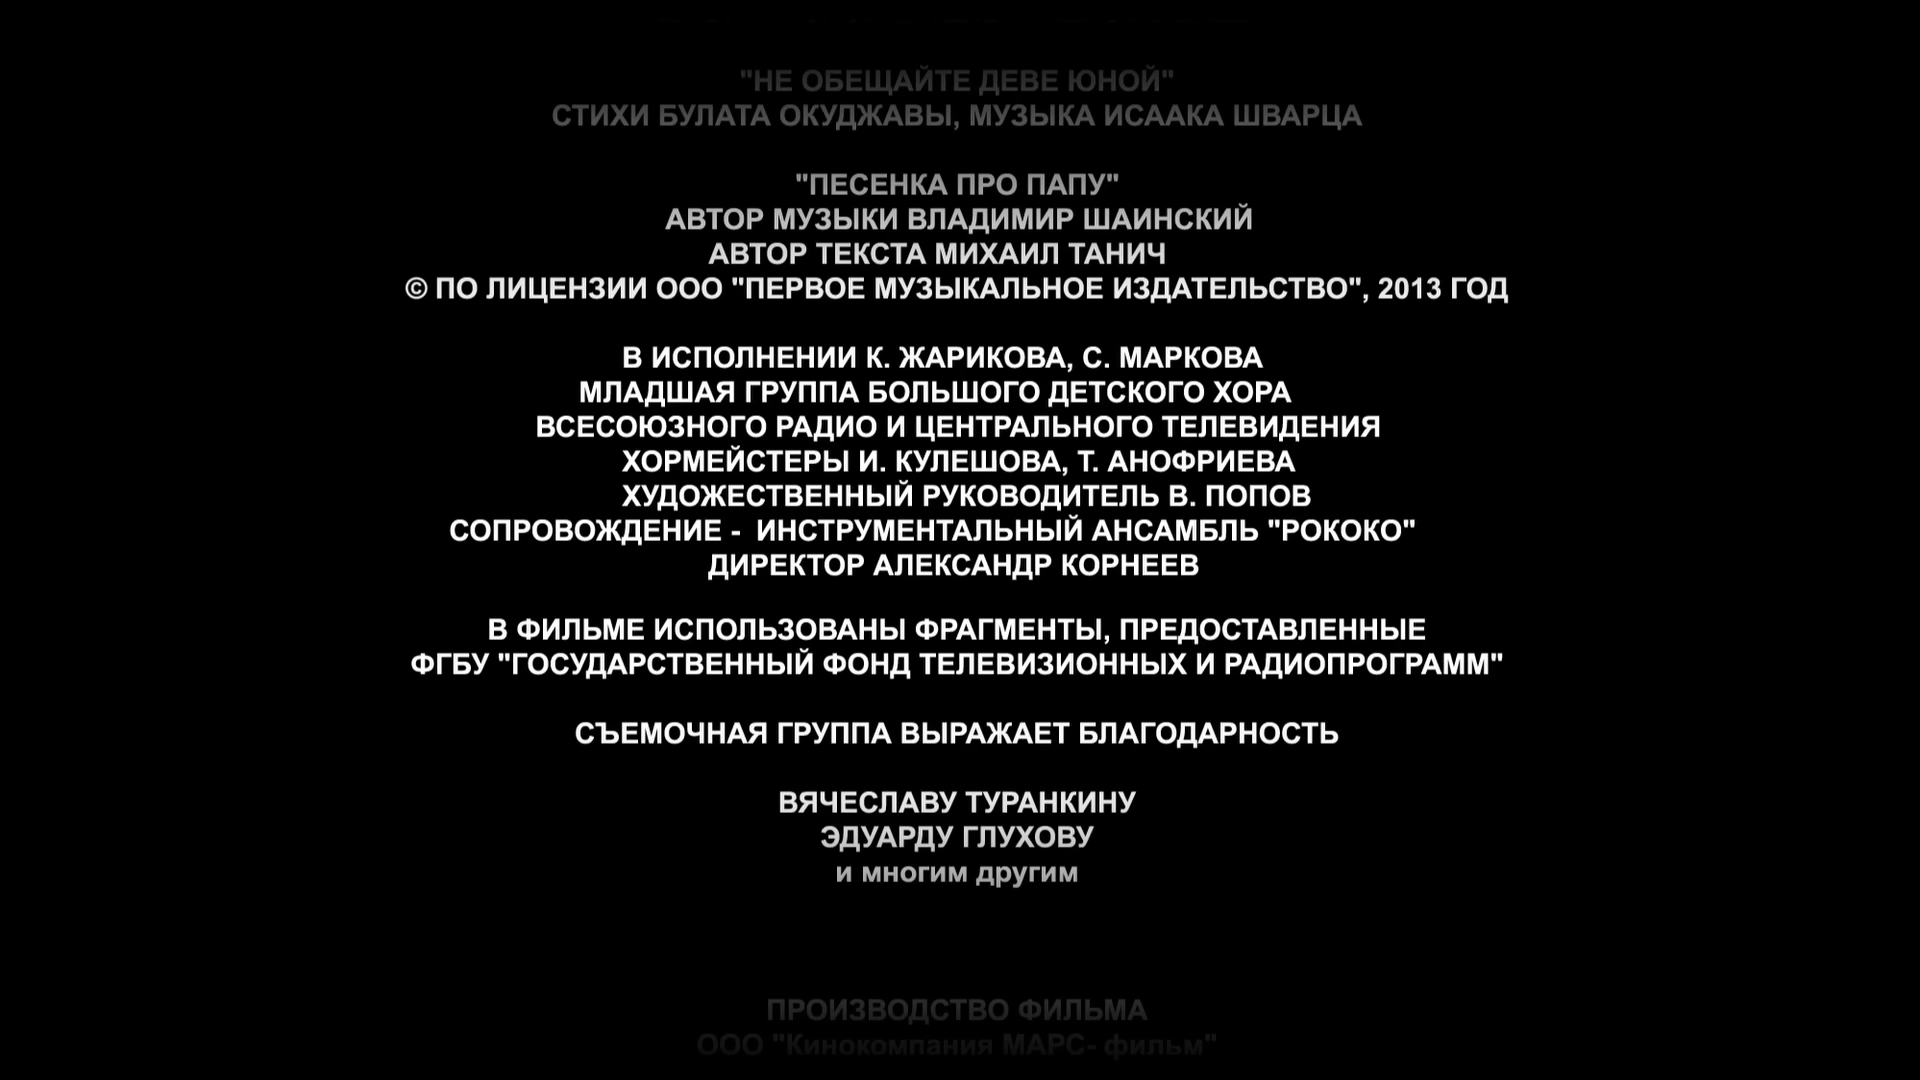 "НЕ ОБЕЩАЙТЕ ДЕВЕ ЮНОЙ"
СТИХИ БУЛАТА ОКУДЖАВЫ, МУЗЫКА ИСААКА ШВАРЦА
"ПЕСЕНКА ПРО ПАПУ"
АВТОР МУЗЫКИ ВЛАДИМИР ШАИНСКИЙ
АВТОР ТЕКСТА МИХАИЛ ТАНИЧ
© ПО ЛИЦЕНЗИИ ООО "ПЕРВОЕ МУЗЫКАЛЬНОЕ ИЗДАТЕЛЬСТВО", 2013 ГОД
В ИСПОЛНЕНИИ К. ЖАРИКОВА, С. МАРКОВА
МЛАДШАЯ ГРУППА БОЛЬШОГО ДЕТСКОГО ХОРА
ВСЕСОЮЗНОГО РАДИО И ЦЕНТРАЛЬНОГО ТЕЛЕВИДЕНИЯ
ХОРМЕЙСТЕРЫ И. КУЛЕШОВА, Т. АНОФРИЕВА
ХУДОЖЕСТВЕННЫЙ РУКОВОДИТЕЛЬ В. ПОПОВ
СОПРОВОЖДЕНИЕ - ИНСТРУМЕНТАЛЬНЫЙ АНСАМБЛЬ "РОКОКО"
ДИРЕКТОР АЛЕКСАНДР КОРНЕЕВ
В ФИЛЬМЕ ИСПОЛЬЗОВАНЫ ФРАГМЕНТЫ, ПРЕДОСТАВЛЕННЫЕ
ФГБУ "ГОСУДАРСТВЕННЫЙ ФОНД ТЕЛЕВИЗИОННЫХ И РАДИОПРОГРАММ"
СЪЕМОЧНАЯ ГРУППА ВЫРАЖАЕТ БЛАГОДАРНОСТЬ
ВЯЧЕСЛАВУ ТУРАНКИНУ
ЭДУАРДУ ГЛУХОВУ
и многим другим
ПРОИЗВОДСТВО ФИЛЬМА
ООО "Кинокомпания МАРС- фильм"